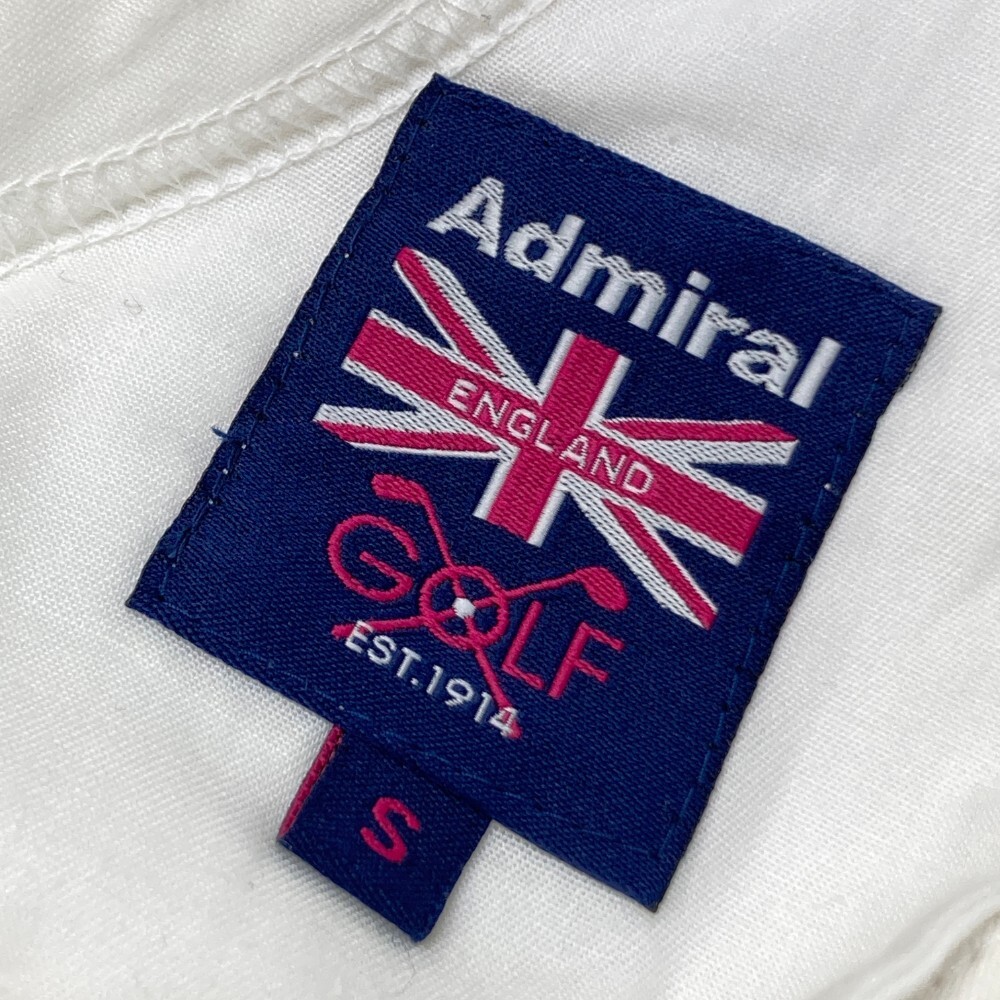 Admiral
ENGLAND
GOLF
EST.1914
S